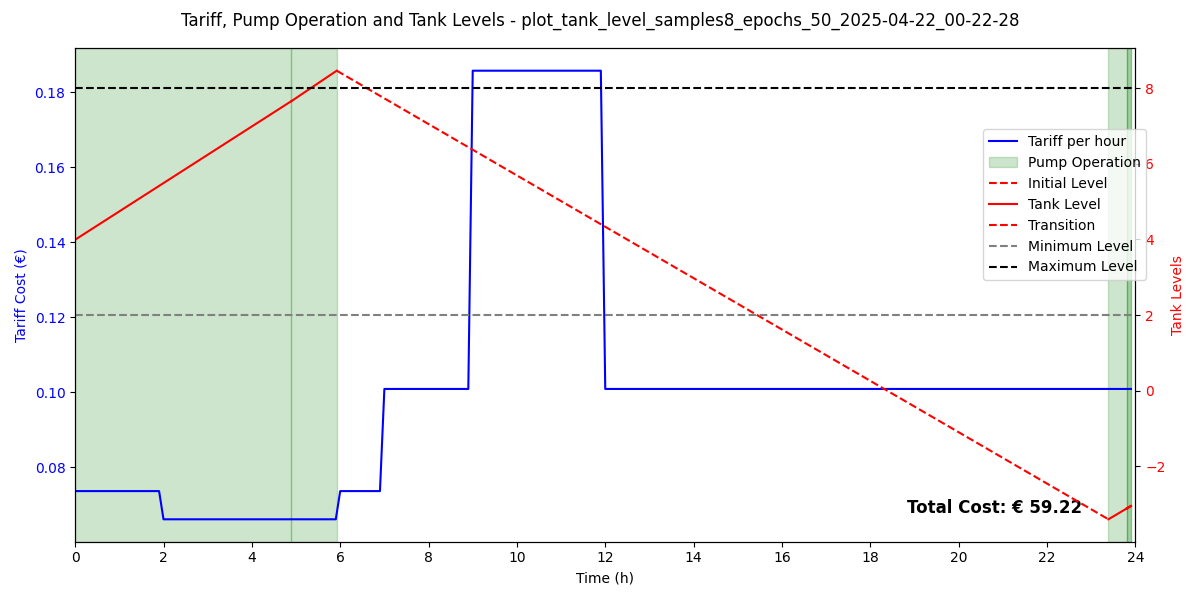 Tariff, Pump Operation and Tank Levels - plot_tank_level_samples8_epochs_50_2025-04-22_00-22-28
Tariff Cost (€)
0.18
0.16
0.14
0.12
0.10
0.08
8
6
4
2
0
−2
Tank Levels
Tariff per hour
Pump Operation
Initial Level
Tank Level
Transition
Minimum Level
Maximum Level
Total Cost: € 59.22
0 2 4 6 8 10 12 14 16 18 20 22 24
Time (h)